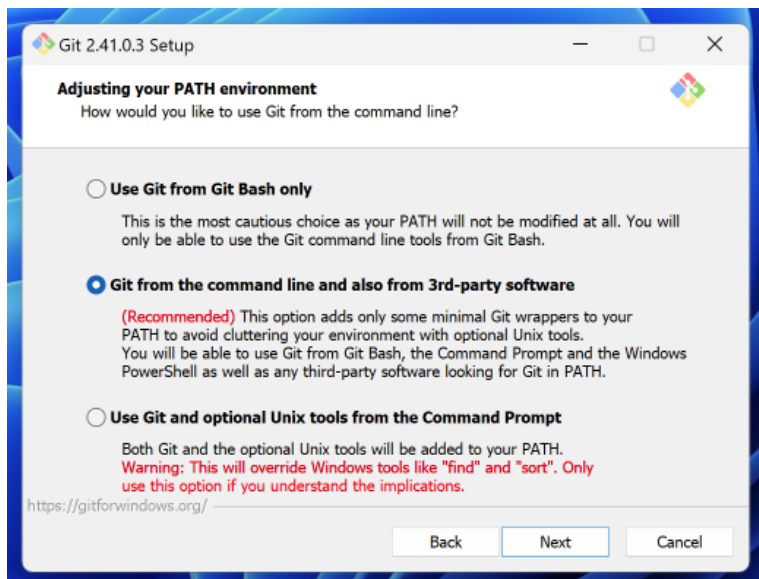 Git 2.41.0.3 Setup
Adjusting your PATH environment
How would you like to use Git from the command line?
Use Git from Git Bash only
This is the most cautious choice as your PATH will not be modified at all. You will
only be able to use the Git command line tools from Git Bash.
Git from the command line and also from 3rd-party software
(Recommended) This option adds only some minimal Git wrappers to your
PATH to avoid cluttering your environment with optional Unix tools.
You will be able to use Git from Git Bash, the Command Prompt and the Windows
PowerShell as well as any third-party software looking for Git in PATH.
Use Git and optional Unix tools from the Command Prompt
Both Git and the optional Unix tools will be added to your PATH.
Warning: This will override Windows tools like "find" and "sort". Only
use this option if you understand the implications.
https://gitforwindows.org/
Back Next Cancel